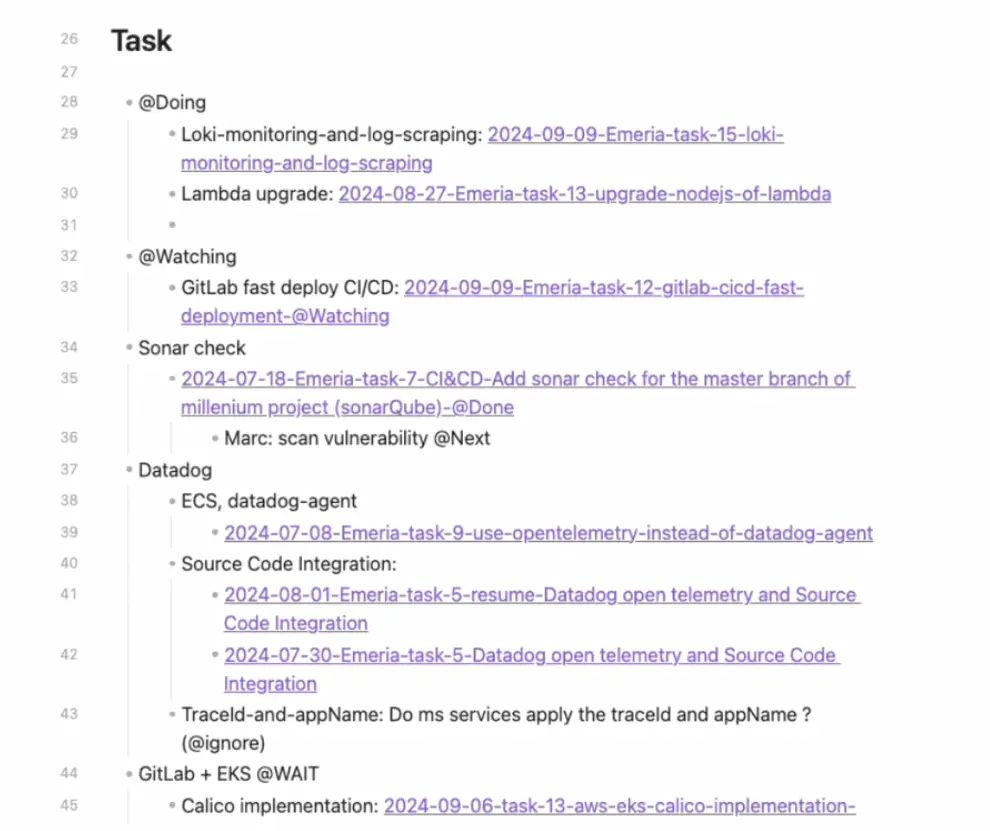 26 Task
27
28 • @Doing
29 • Loki-monitoring-and-log-scraping: 2024-09-09-Emeria-task-15-loki-
monitoring-and-log-scraping
30 • Lambda upgrade: 2024-08-27-Emeria-task-13-upgrade-nodejs-of-lambda
31 •
32 • @Watching
33 • GitLab fast deploy CI/CD: 2024-09-09-Emeria-task-12-gitlab-cicd-fast-
deployment-@Watching
34 • Sonar check
35 • 2024-07-18-Emeria-task-7-CI&CD-Add sonar check for the master branch of
millenium project (sonarQube)-@Done
36 • Marc: scan vulnerability @Next
37 • Datadog
38 • ECS, datadog-agent
39 • 2024-07-08-Emeria-task-9-use-opentelemetry-instead-of-datadog-agent
40 • Source Code Integration:
41 • 2024-08-01-Emeria-task-5-resume-Datadog open telemetry and Source
Code Integration
42 • 2024-07-30-Emeria-task-5-Datadog open telemetry and Source Code
Integration
43 • TraceId-and-appName: Do ms services apply the traceId and appName ?
(@ignore)
44 • GitLab + EKS @WAIT
45 • Calico implementation: 2024-09-06-task-13-aws-eks-calico-implementation-